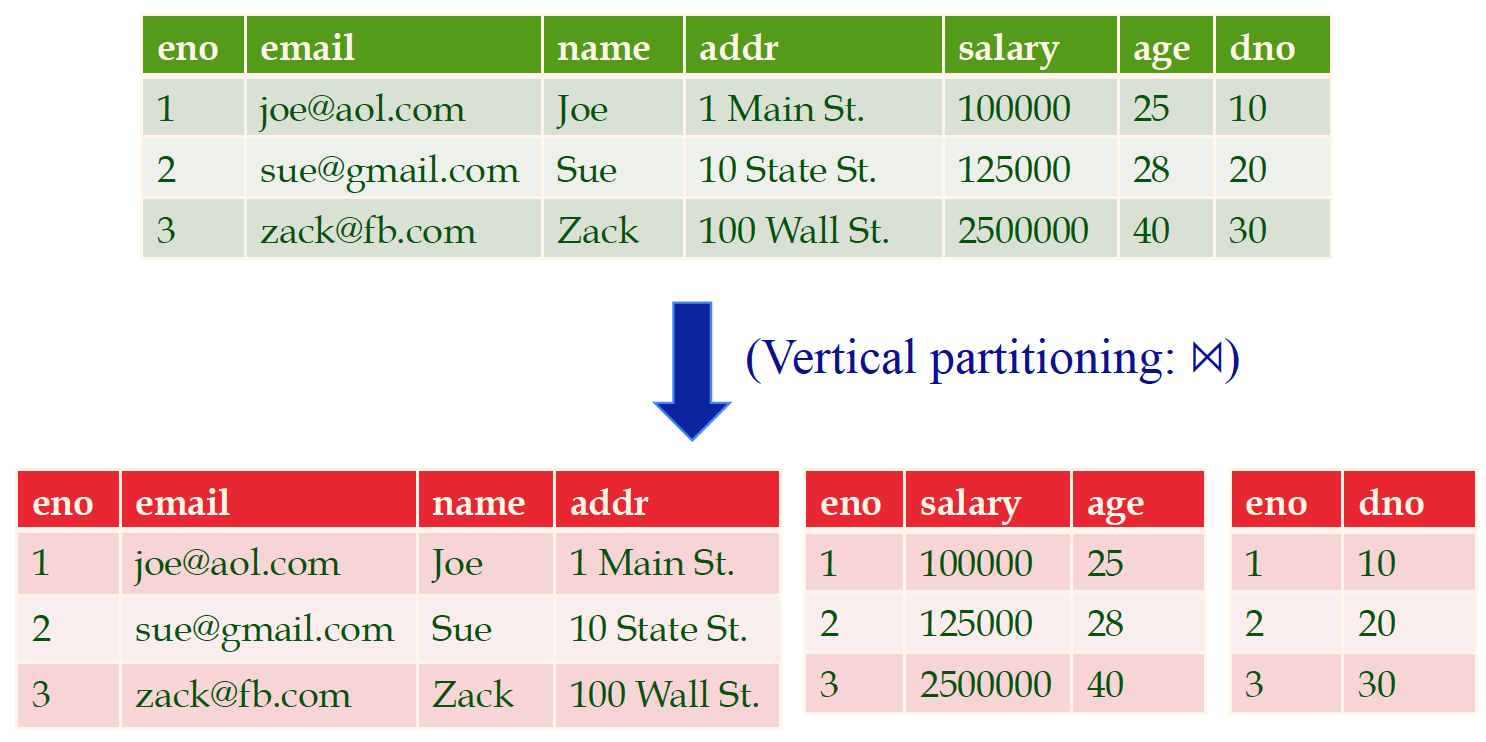 eno email name addr salary age dno
1 joe@aol.com Joe 1 Main St. 100000 25 10
2 sue@gmail.com Sue 10 State St. 125000 28 20
3 zack@fb.com Zack 100 Wall St. 2500000 40 30
(Vertical partitioning: ⋈)
eno email name addr
1 joe@aol.com Joe 1 Main St.
2 sue@gmail.com Sue 10 State St.
3 zack@fb.com Zack 100 Wall St.
eno salary age
1 100000 25
2 125000 28
3 2500000 40
eno dno
1 10
2 20
3 30